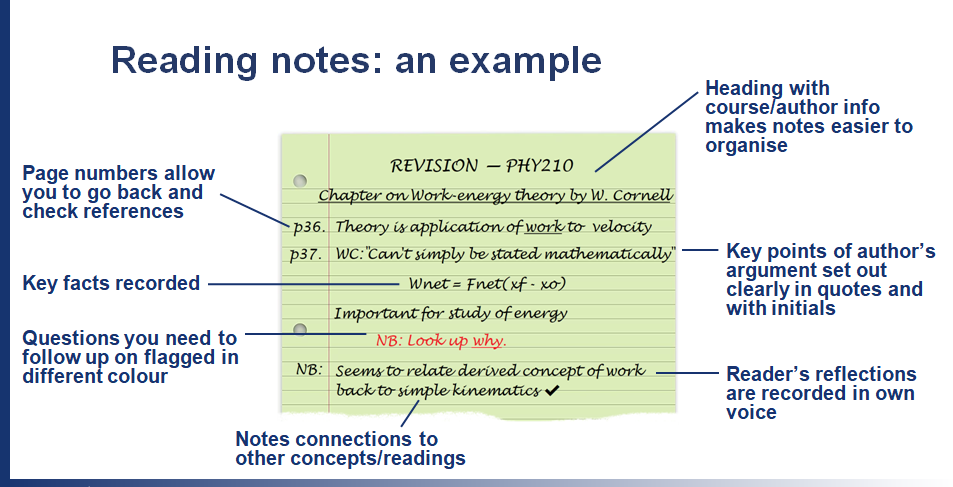 Reading notes: an example
Heading with
course/author info
makes notes easier to
organise
Page numbers allow
you to go back and
check references
Key facts recorded
Questions you need to
follow up on flagged in
different colour
REVISION – PHY210
Chapter on Work-energy theory by W. Cornell
p36. Theory is application of work to velocity
p37. WC:"Can't simply be stated mathematically"
Wnet = Fnet(xf - xo)
Important for study of energy
NB: Look up why.
NB: Seems to relate derived concept of work
back to simple kinematics ✔
Key points of author's
argument set out
clearly in quotes and
with initials
Reader's reflections
are recorded in own
voice
Notes connections to
other concepts/readings